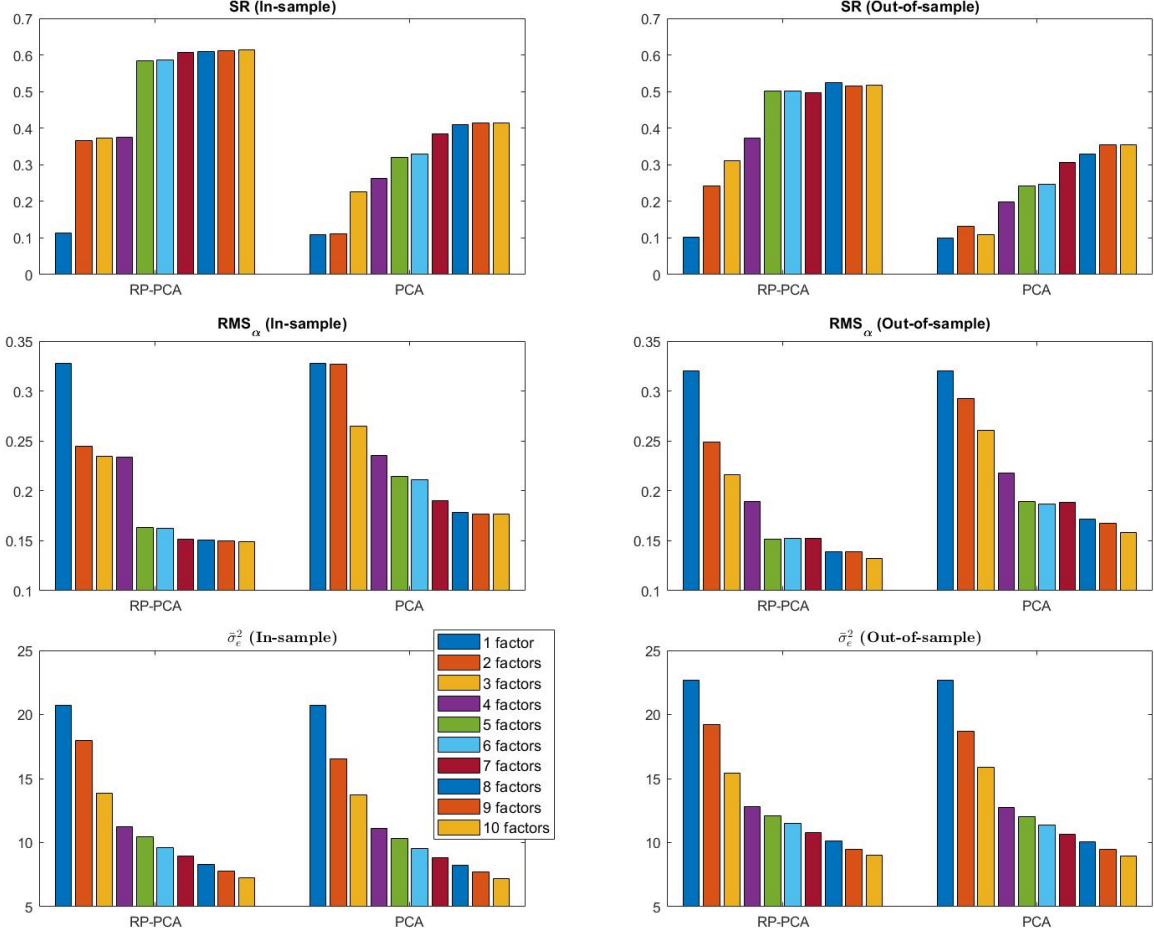 SR (In-sample)
0.7
0.6
0.5
0.4
0.3
0.2
0.1
0
RP-PCA
PCA
SR (Out-of-sample)
0.7
0.6
0.5
0.4
0.3
0.2
0.1
0
RP-PCA
PCA
RMS_α (In-sample)
0.35
0.3
0.25
0.2
0.15
0.1
RP-PCA
PCA
RMS_α (Out-of-sample)
0.35
0.3
0.25
0.2
0.15
0.1
RP-PCA
PCA
σ̄²ₑ (In-sample)
25
20
15
10
5
RP-PCA
PCA
1 factor
2 factors
3 factors
4 factors
5 factors
6 factors
7 factors
8 factors
9 factors
10 factors
σ̄²ₑ (Out-of-sample)
25
20
15
10
5
RP-PCA
PCA